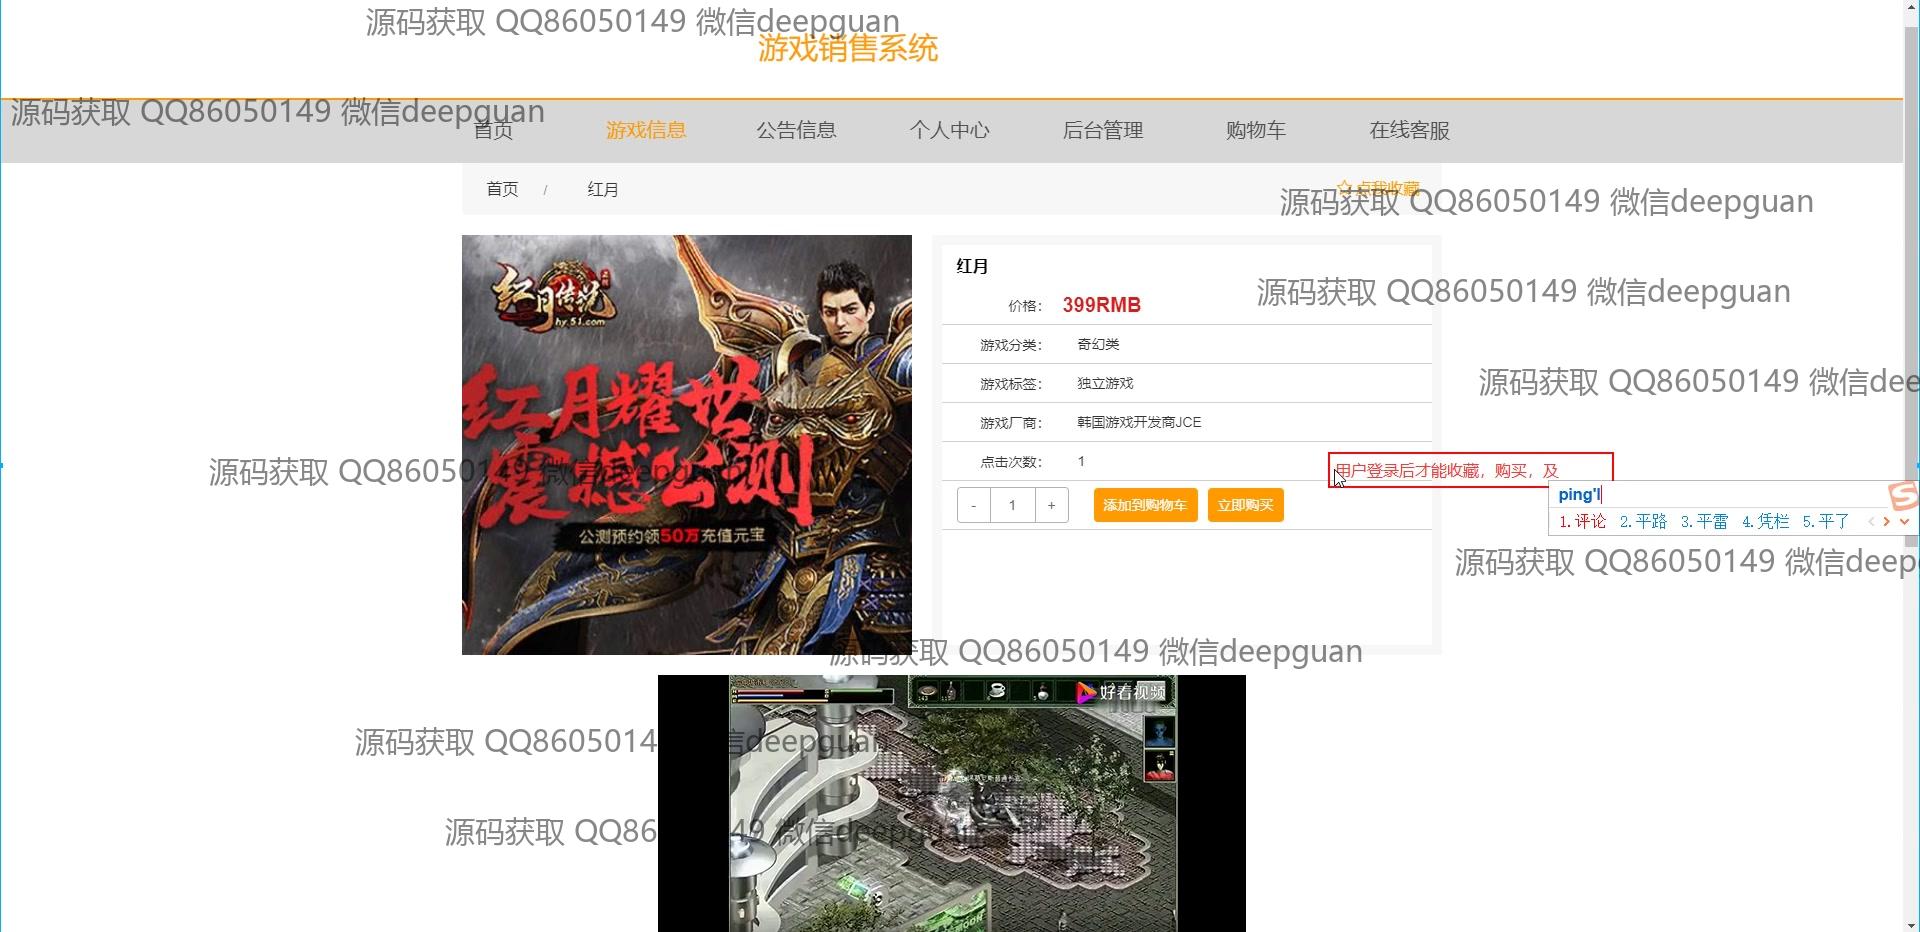 源码获取 QQ86050149 微信deepguan
游戏销售系统
源码获取 QQ86050149 微信deepguan
首页 游戏信息 公告信息 个人中心 后台管理 购物车 在线客服
首页 / 红月 ☆ 点我收藏
源码获取 QQ86050149 微信deepguan
红月传说
hy.51.com
红月耀世
震撼公测
公测预约领50万充值元宝
红月
源码获取 QQ86050149 微信deepguan
价格: 399RMB
游戏分类: 奇幻类
源码获取 QQ86050149 微信dee
游戏标签: 独立游戏
游戏厂商: 韩国游戏开发商JCE
源码获取 QQ86050149 微信deepguan
点击次数: 1
用户登录后才能收藏，购买，及
ping'l
1.评论 2.平路 3.平雷 4.凭栏 5.平了
- 1 + 添加到购物车 立即购买
源码获取 QQ86050149 微信deep
源码获取 QQ86050149 微信deepguan
好看视频
源码获取 QQ8605014 信deepguan
源码获取 QQ86 49 微信deepguan